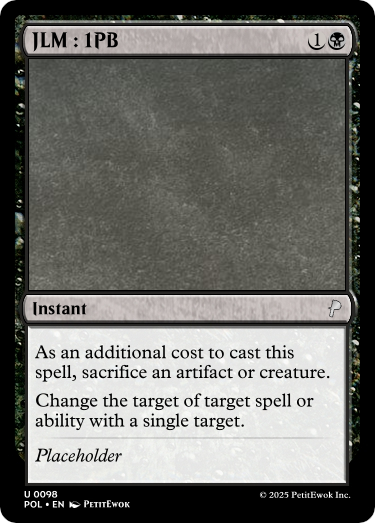 JLM : 1PB
1
Instant
As an additional cost to cast this
spell, sacrifice an artifact or creature.
Change the target of target spell or
ability with a single target.
Placeholder
U 0098
POL • EN PetitEwok
© 2025 PetitEwok Inc.